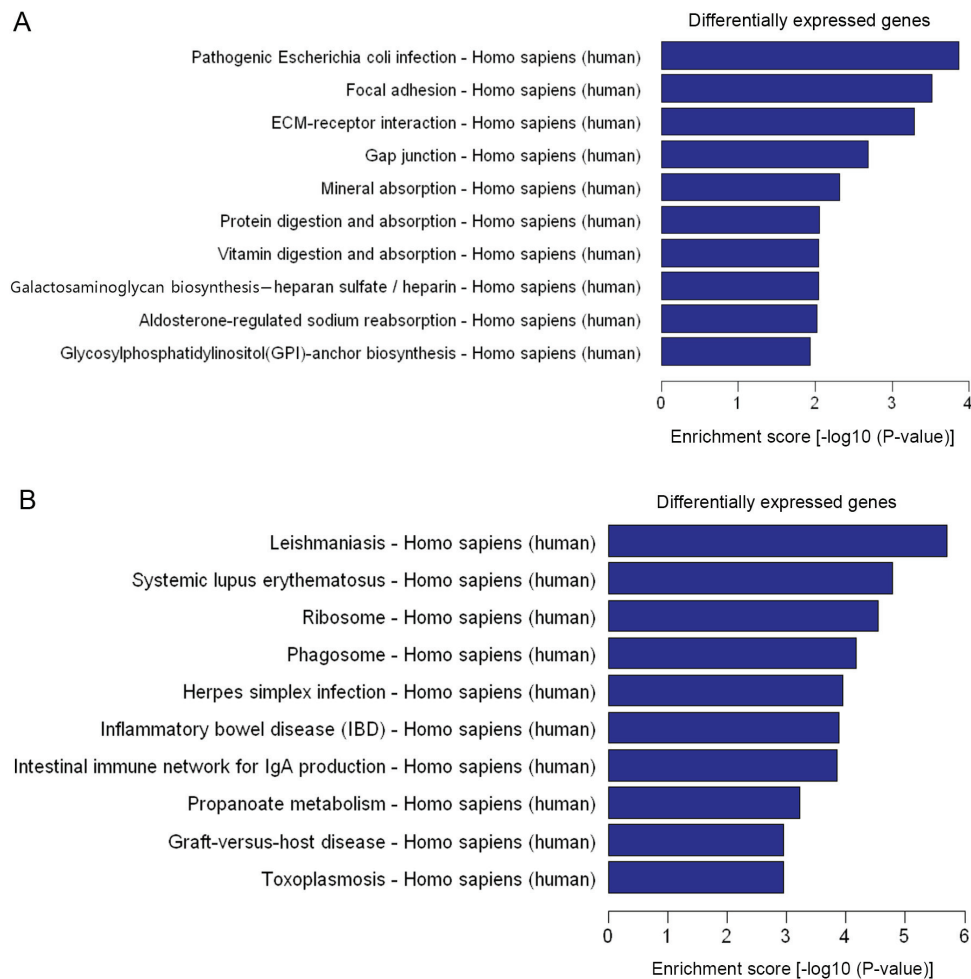 A
Differentially expressed genes
Pathogenic Escherichia coli infection - Homo sapiens (human)
Focal adhesion - Homo sapiens (human)
ECM-receptor interaction - Homo sapiens (human)
Gap junction - Homo sapiens (human)
Mineral absorption - Homo sapiens (human)
Protein digestion and absorption - Homo sapiens (human)
Vitamin digestion and absorption - Homo sapiens (human)
Galactosaminoglycan biosynthesis–heparan sulfate / heparin - Homo sapiens (human)
Aldosterone-regulated sodium reabsorption - Homo sapiens (human)
Glycosylphosphatidylinositol(GPI)-anchor biosynthesis - Homo sapiens (human)
0 1 2 3 4
Enrichment score [-log10 (P-value)]
B
Differentially expressed genes
Leishmaniasis - Homo sapiens (human)
Systemic lupus erythematosus - Homo sapiens (human)
Ribosome - Homo sapiens (human)
Phagosome - Homo sapiens (human)
Herpes simplex infection - Homo sapiens (human)
Inflammatory bowel disease (IBD) - Homo sapiens (human)
Intestinal immune network for IgA production - Homo sapiens (human)
Propanoate metabolism - Homo sapiens (human)
Graft-versus-host disease - Homo sapiens (human)
Toxoplasmosis - Homo sapiens (human)
0 1 2 3 4 5 6
Enrichment score [-log10 (P-value)]